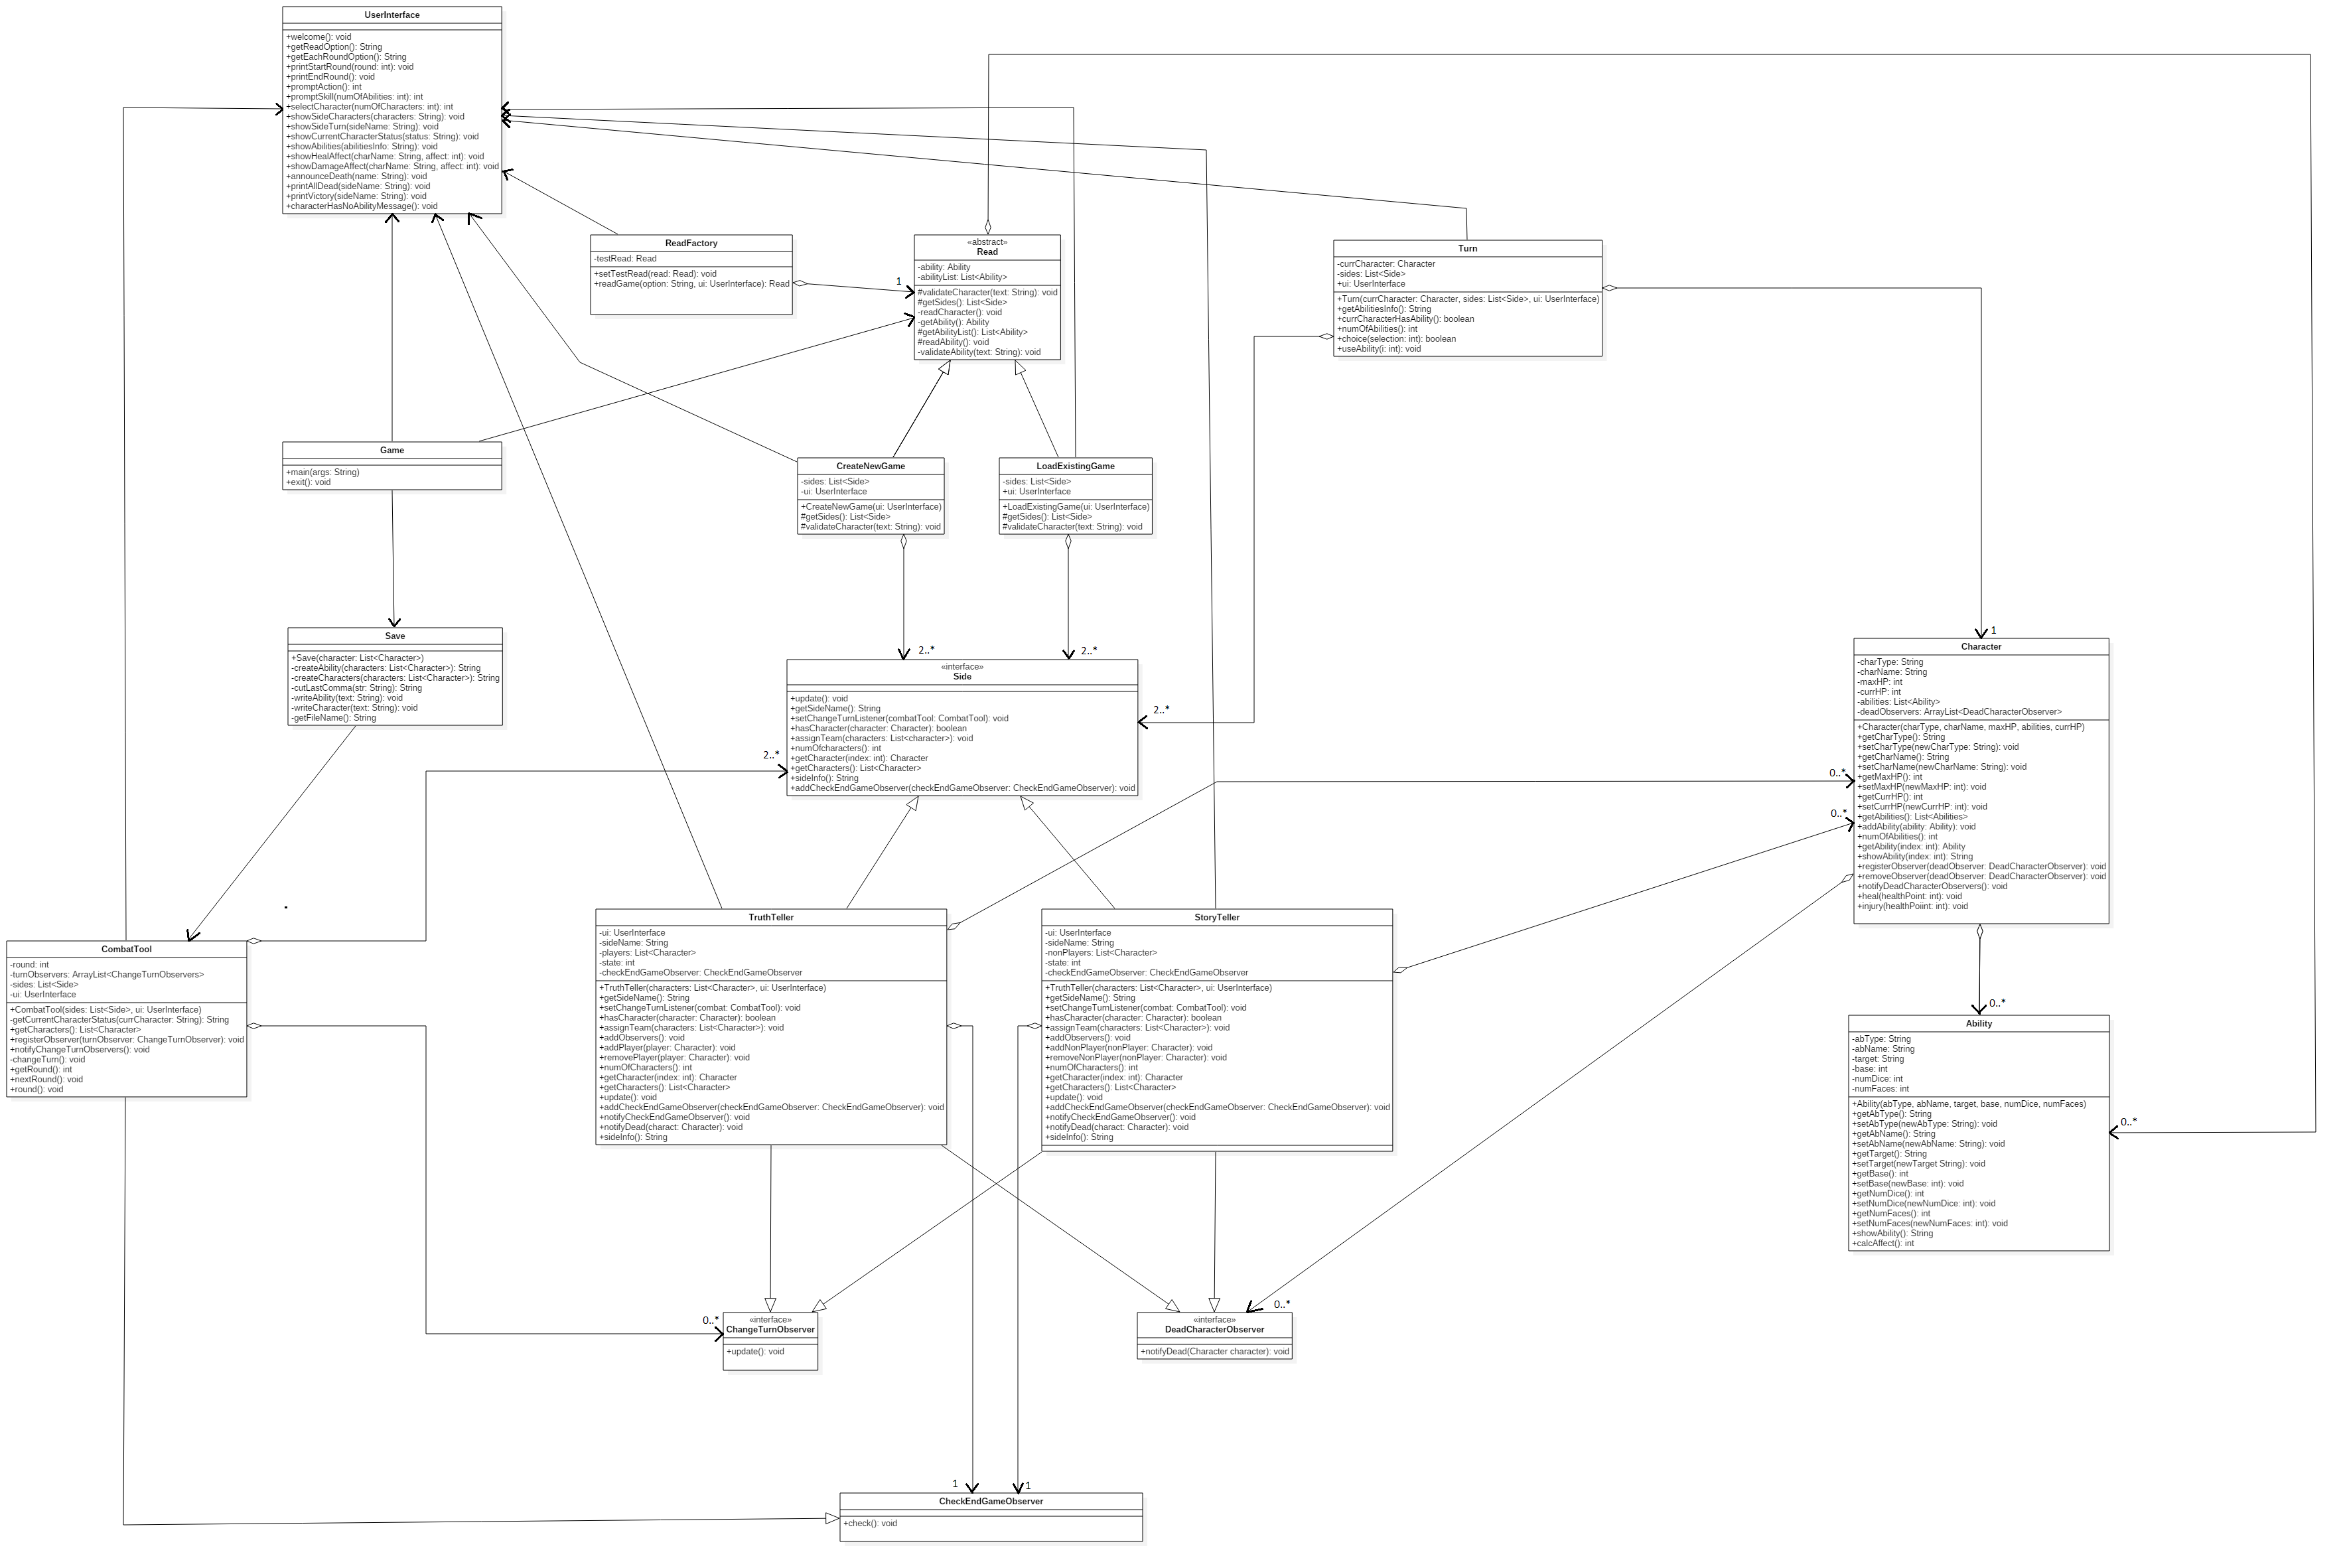 UserInterface
+welcome(): void
+getReadOption(): String
+getEachRoundOption(): String
+printStartRound(round: int): void
+printEndRound(): void
+promptAction(): int
+promptSkill(numOfAbilities: int): int
+selectCharacter(numOfCharacters: int): int
+showSideCharacters(characters: String): void
+showSideTurn(sideName: String): void
+showCurrentCharacterStatus(status: String): void
+showAbilities(abilitiesInfo: String): void
+showHealAffect(charName: String, affect: int): void
+showDamageAffect(charName: String, affect: int): void
+announceDeath(name: String): void
+printAllDead(sideName: String): void
+printVictory(sideName: String): void
+characterHasNoAbilityMessage(): void
ReadFactory
-testRead: Read
+setTestRead(read: Read): void
+readGame(option: String, ui: UserInterface): Read
1
«abstract»
Read
-ability: Ability
-abilityList: List<Ability>
#validateCharacter(text: String): void
#getSides(): List<Side>
-readCharacter(): void
-getAbility(): Ability
#getAbilityList(): List<Ability>
#readAbility(): void
-validateAbility(text: String): void
Turn
-currCharacter: Character
-sides: List<Side>
+ui: UserInterface
+Turn(currCharacter: Character, sides: List<Side>, ui: UserInterface)
+getAbilitiesInfo(): String
+currCharacterHasAbility(): boolean
+numOfAbilities(): int
+choice(selection: int): boolean
+useAbility(i: int): void
Game
+main(args: String)
+exit(): void
CreateNewGame
-sides: List<Side>
-ui: UserInterface
+CreateNewGame(ui: UserInterface)
#getSides(): List<Side>
#validateCharacter(text: String): void
LoadExistingGame
-sides: List<Side>
+ui: UserInterface
+LoadExistingGame(ui: UserInterface)
#getSides(): List<Side>
#validateCharacter(text: String): void
Save
+Save(character: List<Character>)
-createAbility(characters: List<Character>): String
-createCharacters(characters: List<Character>): String
-cutLastComma(str: String): String
-writeAbility(text: String): void
-writeCharacter(text: String): void
-getFileName(): String
2..*
2..*
«interface»
Side
+update(): void
+getSideName(): String
+setChangeTurnListener(combatTool: CombatTool): void
+hasCharacter(character: Character): boolean
+assignTeam(characters: List<character>): void
+numOfcharacters(): int
+getCharacter(index: int): Character
+getCharacters(): List<Character>
+sideInfo(): String
+addCheckEndGameObserver(checkEndGameObserver: CheckEndGameObserver): void
2..*
2..*
1
Character
-charType: String
-charName: String
-maxHP: int
-currHP: int
-abilities: List<Ability>
-deadObservers: ArrayList<DeadCharacterObserver>
+Character(charType, charName, maxHP, abilities, currHP)
+getCharType(): String
+setCharType(newCharType: String): void
+getCharName(): String
+setCharName(newCharName: String): void
+getMaxHP(): int
+setMaxHP(newMaxHP: int): void
+getCurrHP(): int
+setCurrHP(newCurrHP: int): void
+getAbilities(): List<Abilities>
+addAbility(ability: Ability): void
+numOfAbilities(): int
+getAbility(index: int): Ability
+showAbility(index: int): String
+registerObserver(deadObserver: DeadCharacterObserver): void
+removeObserver(deadObserver: DeadCharacterObserver): void
+notifyDeadCharacterObservers(): void
+heal(healthPoint: int): void
+injury(healthPoiint: int): void
0..*
0..*
*
CombatTool
-round: int
-turnObservers: ArrayList<ChangeTurnObservers>
-sides: List<Side>
-ui: UserInterface
+CombatTool(sides: List<Side>, ui: UserInterface)
-getCurrentCharacterStatus(currCharacter: String): String
+getCharacters(): List<Character>
+registerObserver(turnObserver: ChangeTurnObserver): void
+notifyChangeTurnObservers(): void
-changeTurn(): void
+getRound(): int
+nextRound(): void
+round(): void
TruthTeller
-ui: UserInterface
-sideName: String
-players: List<Character>
-state: int
-checkEndGameObserver: CheckEndGameObserver
+TruthTeller(characters: List<Character>, ui: UserInterface)
+getSideName(): String
+setChangeTurnListener(combat: CombatTool): void
+hasCharacter(character: Character): boolean
+assignTeam(characters: List<Character>): void
+addObservers(): void
+addPlayer(player: Character): void
+removePlayer(player: Character): void
+numOfCharacters(): int
+getCharacter(index: int): Character
+getCharacters(): List<Character>
+update(): void
+addCheckEndGameObserver(checkEndGameObserver: CheckEndGameObserver): void
+notifyCheckEndGameObserver(): void
+notifyDead(charact: Character): void
+sideInfo(): String
StoryTeller
-ui: UserInterface
-sideName: String
-nonPlayers: List<Character>
-state: int
-checkEndGameObserver: CheckEndGameObserver
+TruthTeller(characters: List<Character>, ui: UserInterface)
+getSideName(): String
+setChangeTurnListener(combat: CombatTool): void
+hasCharacter(character: Character): boolean
+assignTeam(characters: List<Character>): void
+addObservers(): void
+addNonPlayer(nonPlayer: Character): void
+removeNonPlayer(nonPlayer: Character): void
+numOfCharacters(): int
+getCharacter(index: int): Character
+getCharacters(): List<Character>
+update(): void
+addCheckEndGameObserver(checkEndGameObserver: CheckEndGameObserver): void
+notifyCheckEndGameObserver(): void
+notifyDead(charact: Character): void
+sideInfo(): String
0..*
Ability
-abType: String
-abName: String
-target: String
-base: int
-numDice: int
-numFaces: int
+Ability(abType, abName, target, base, numDice, numFaces)
+getAbType(): String
+setAbType(newAbType: String): void
+getAbName(): String
+setAbName(newAbName: String): void
+getTarget(): String
+setTarget(newTarget String): void
+getBase(): int
+setBase(newBase: int): void
+getNumDice(): int
+setNumDice(newNumDice: int): void
+getNumFaces(): int
+setNumFaces(newNumFaces: int): void
+showAbility(): String
+calcAffect(): int
0..*
0..*
«interface»
ChangeTurnObserver
+update(): void
0..*
«interface»
DeadCharacterObserver
+notifyDead(Character character): void
1
1
CheckEndGameObserver
+check(): void